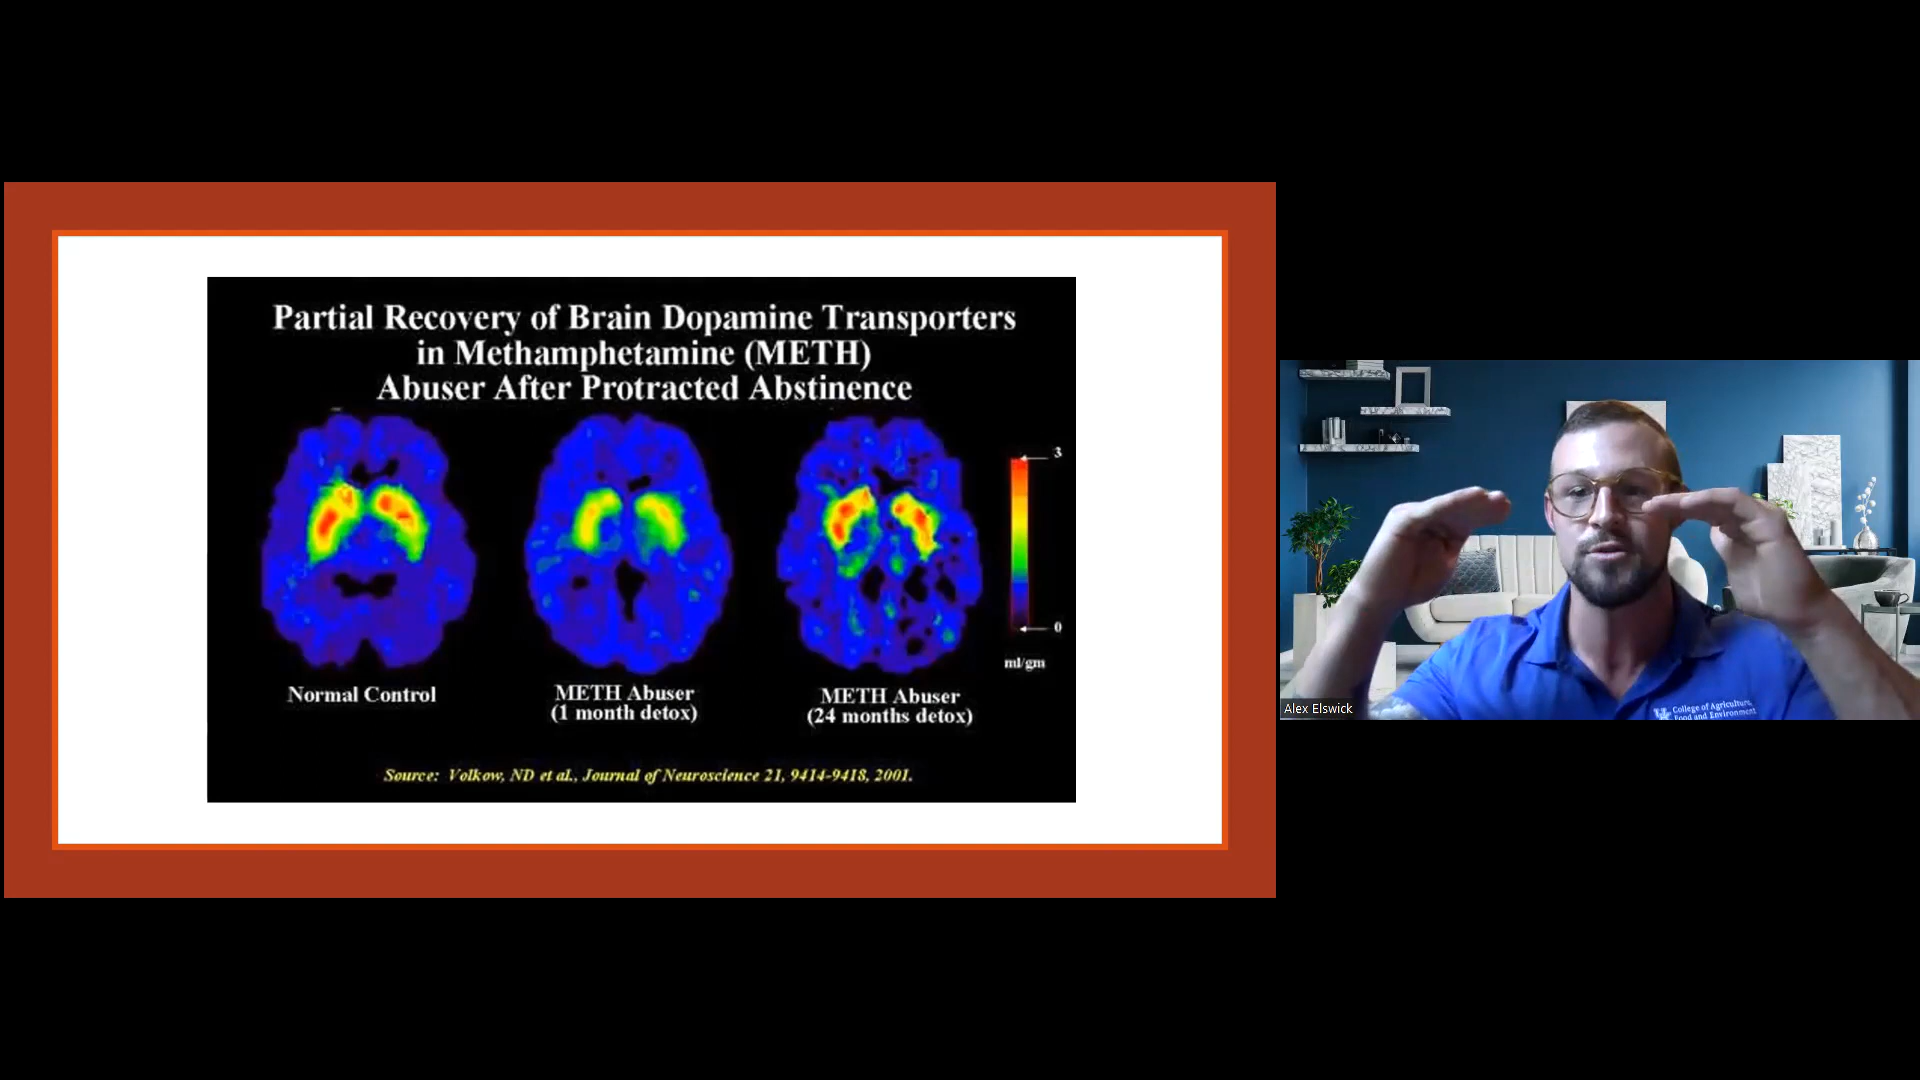 Partial Recovery of Brain Dopamine Transporters
in Methamphetamine (METH)
Abuser After Protracted Abstinence
3
0
ml/gm
Normal Control
METH Abuser
(1 month detox)
METH Abuser
(24 months detox)
Source: Volkow, ND et al., Journal of Neuroscience 21, 9414-9418, 2001.
Alex Elswick
UK
College of Agriculture,
Food and Environment